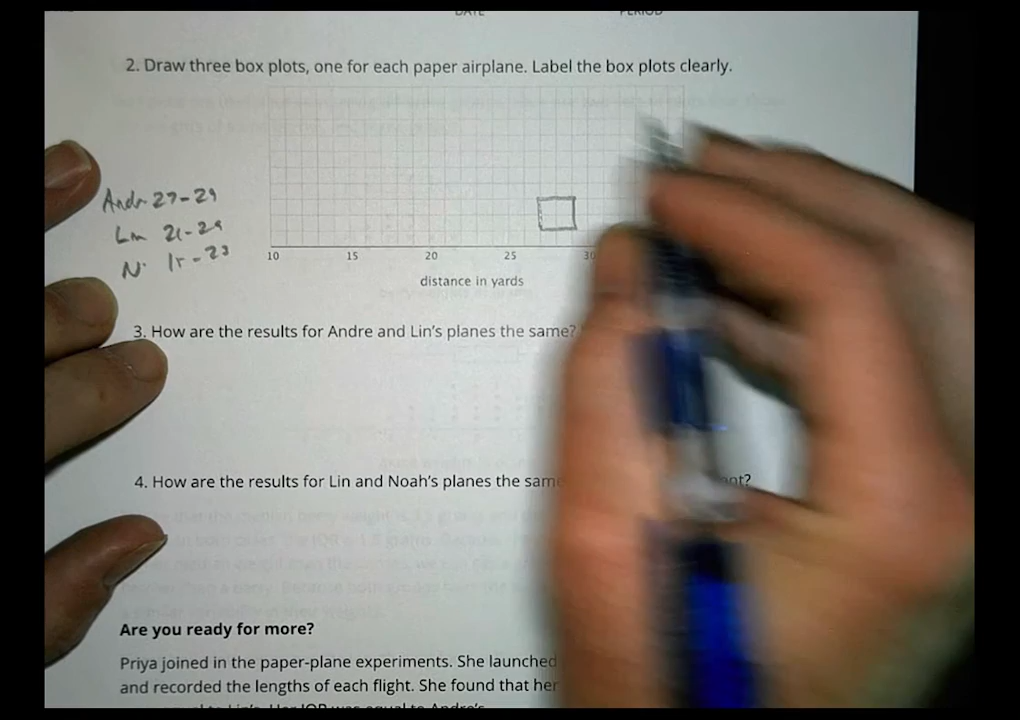 DATE PERIOD
2. Draw three box plots, one for each paper airplane. Label the box plots clearly.
Andr 27-29
Lin 21-29
N.
10 15 20 25 30
distance in yards
3. How are the results for Andre and Lin's planes the same?
4. How are the results for Lin and Noah's planes the same
Are you ready for more?
Priya joined in the paper-plane experiments. She launched
and recorded the lengths of each flight. She found that her